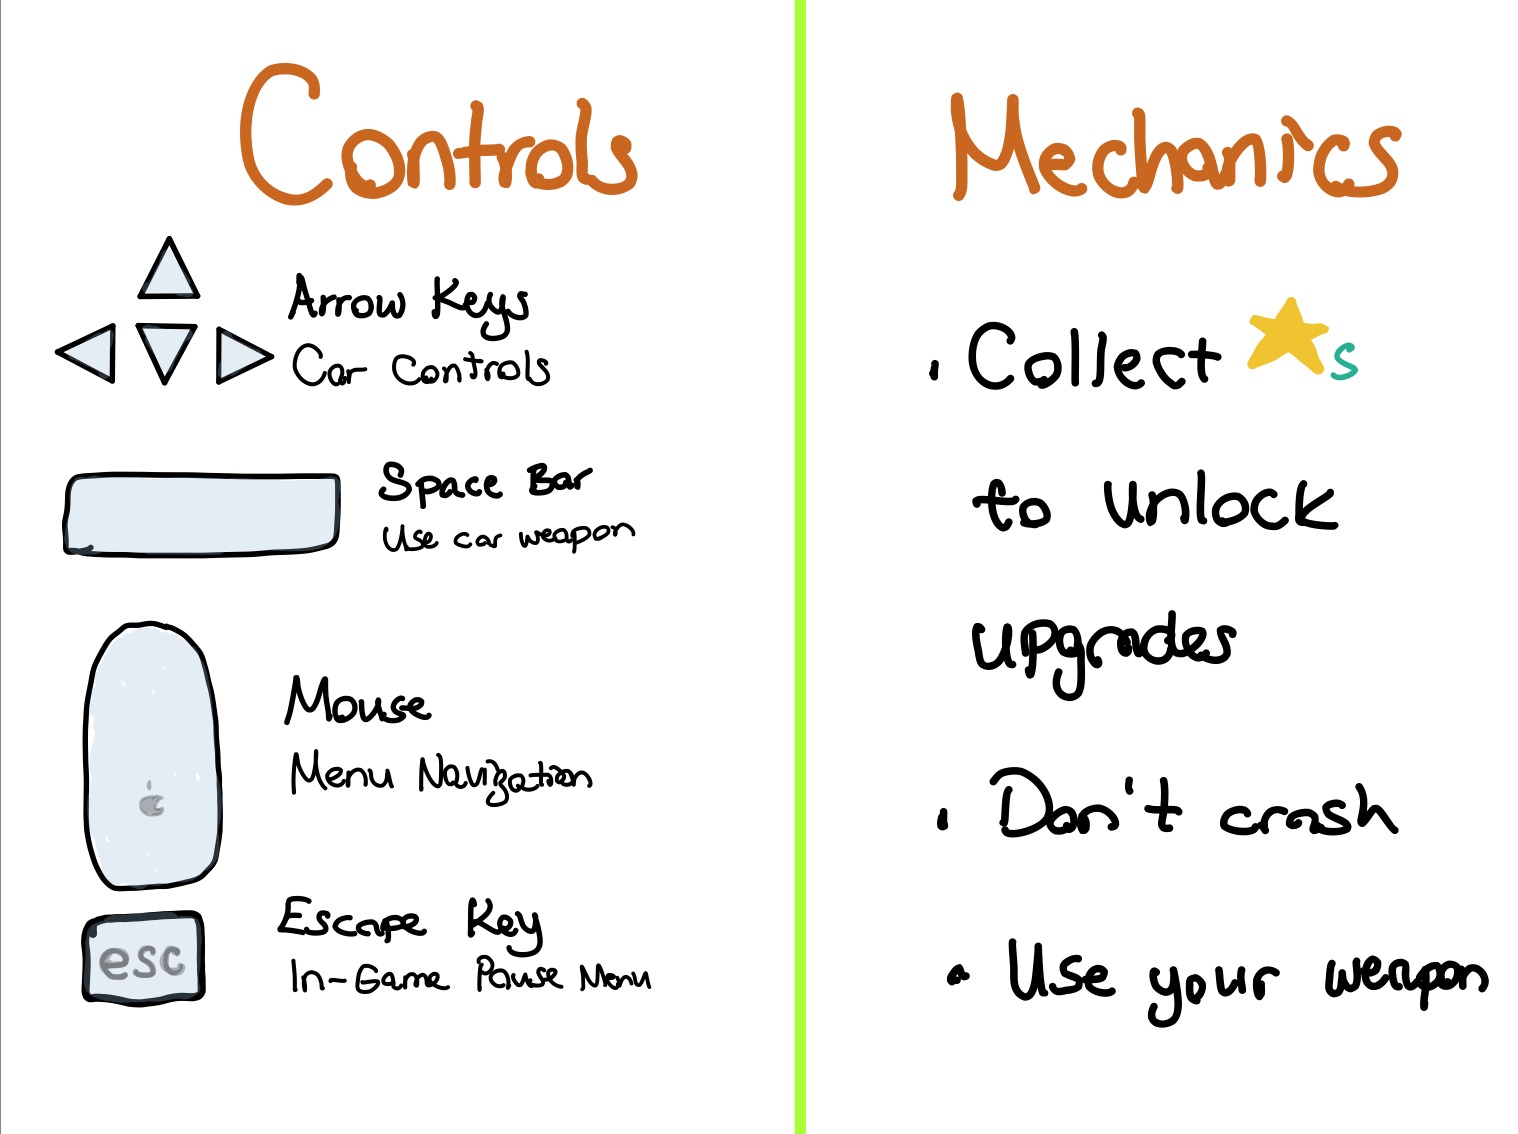 Controls
Arrow Keys
Car Controls
Space Bar
Use car weapon
Mouse
Menu Navigation
esc
Escape Key
In-Game Pause Menu
Mechanics
• Collect s
to unlock
upgrades
• Don't crash
• Use your weapon